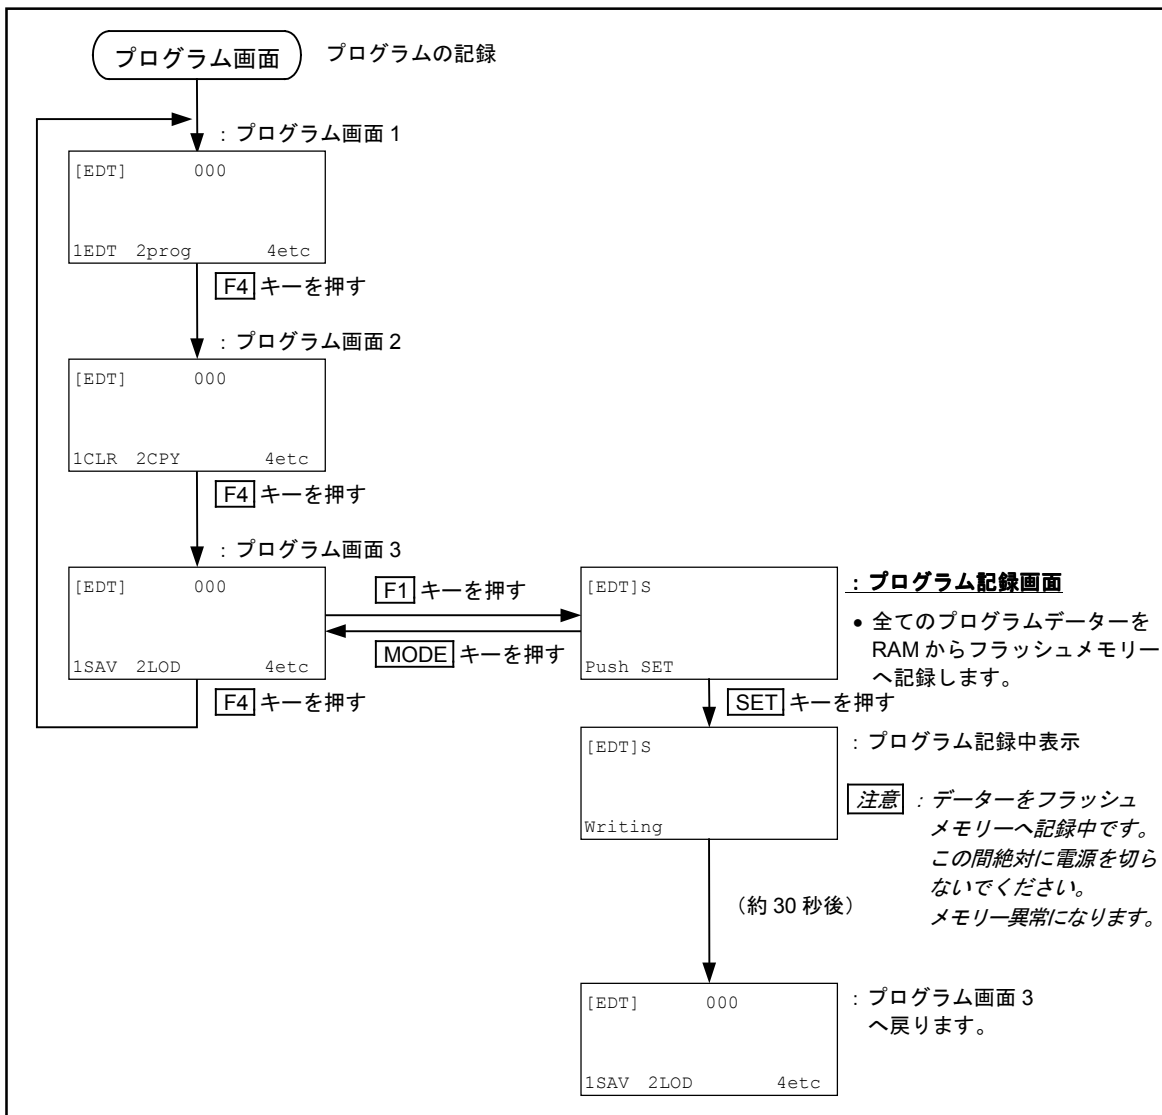 プログラム画面
プログラムの記録
：プログラム画面 1
[EDT] 000
1EDT 2prog 4etc
F4 キーを押す
：プログラム画面 2
[EDT] 000
1CLR 2CPY 4etc
F4 キーを押す
：プログラム画面 3
[EDT] 000
1SAV 2LOD 4etc
F4 キーを押す
F1 キーを押す
MODE キーを押す
[EDT]S
Push SET
：プログラム記録画面
• 全てのプログラムデーターを
RAM からフラッシュメモリー
へ記録します。
SET キーを押す
[EDT]S
Writing
：プログラム記録中表示
注意 ：データーをフラッシュ
メモリーへ記録中です。
この間絶対に電源を切ら
ないでください。
メモリー異常になります。
（約 30 秒後）
[EDT] 000
1SAV 2LOD 4etc
：プログラム画面 3
へ戻ります。